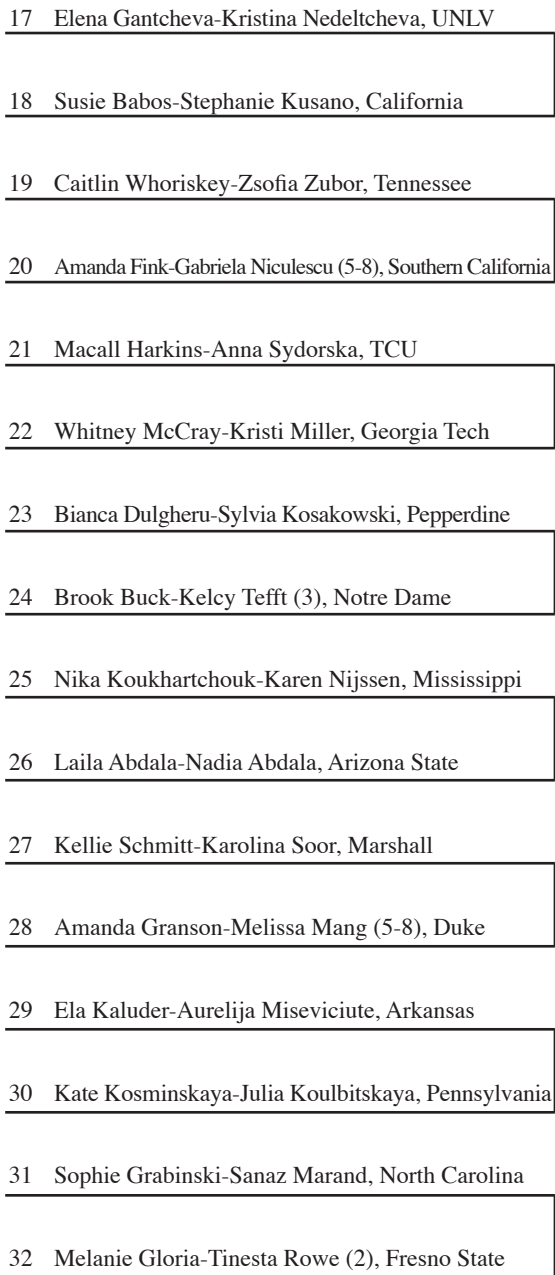 17 Elena Gantcheva-Kristina Nedeltcheva, UNLV
18 Susie Babos-Stephanie Kusano, California
19 Caitlin Whoriskey-Zsofia Zubor, Tennessee
20 Amanda Fink-Gabriela Niculescu (5-8), Southern California
21 Macall Harkins-Anna Sydorska, TCU
22 Whitney McCray-Kristi Miller, Georgia Tech
23 Bianca Dulgheru-Sylvia Kosakowski, Pepperdine
24 Brook Buck-Kelcy Tefft (3), Notre Dame
25 Nika Koukhartchouk-Karen Nijssen, Mississippi
26 Laila Abdala-Nadia Abdala, Arizona State
27 Kellie Schmitt-Karolina Soor, Marshall
28 Amanda Granson-Melissa Mang (5-8), Duke
29 Ela Kaluder-Aurelija Miseviciute, Arkansas
30 Kate Kosminskaya-Julia Koulbitskaya, Pennsylvania
31 Sophie Grabinski-Sanaz Marand, North Carolina
32 Melanie Gloria-Tinesta Rowe (2), Fresno State